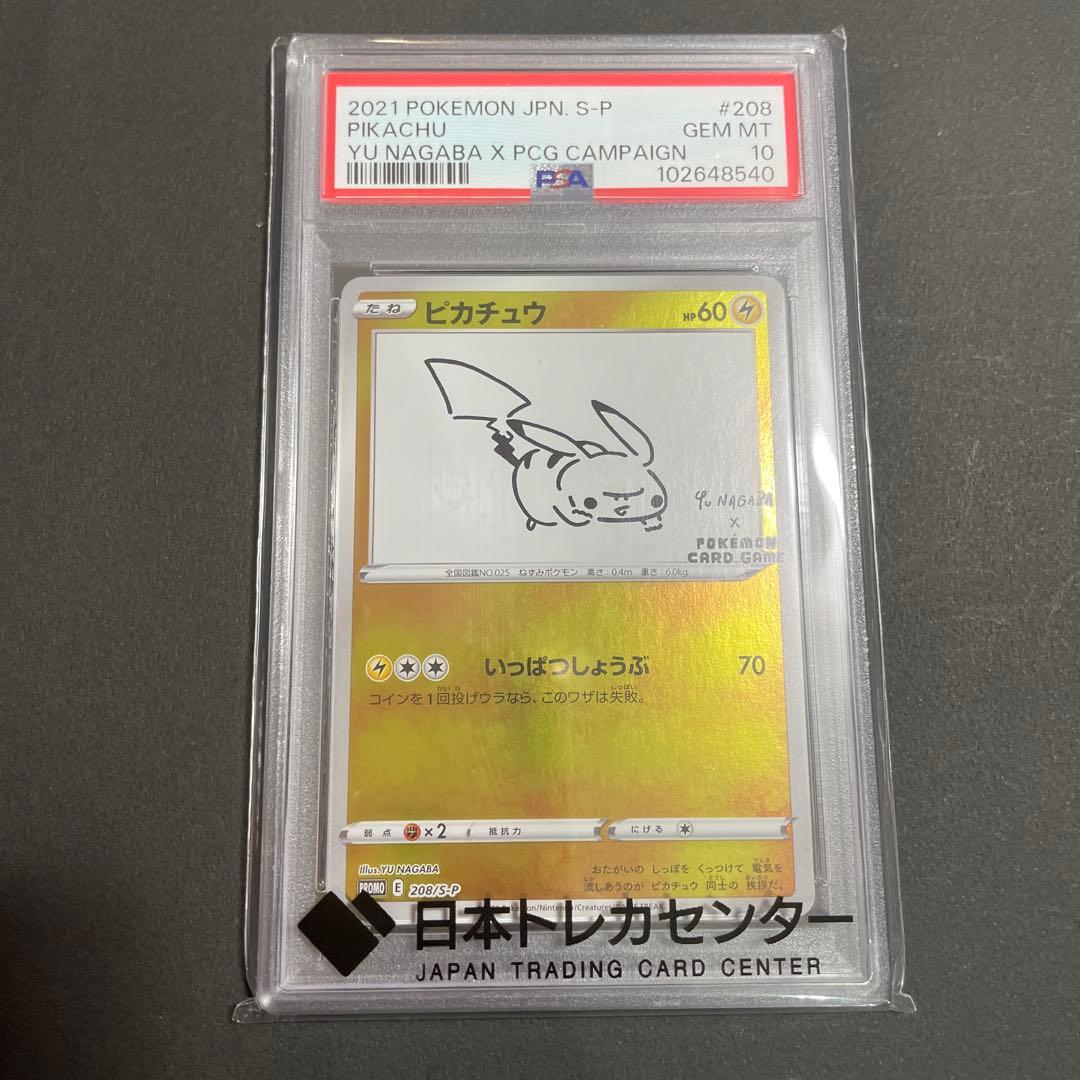 2021 POKEMON JPN. S-P #208
PIKACHU GEM MT
YU NAGABA X PCG CAMPAIGN 10
PSA 102648540
たね ピカチュウ HP60
YU NAGABA
X
POKÉMON
CARD GAME
全国図鑑NO.025 ねずみポケモン 高さ:0.4m 重さ:6.0kg
いっぱつしょうぶ 70
コインを1回投げウラなら、このワザは失敗。
弱点 ×2 抵抗力 にげる
Illus.YU NAGABA
おたがいの しっぽを くっつけて 電気を
流しあうのが ピカチュウ 同士の 挨拶だ。
PROMO E 208/S-P
Pokémon/Nintendo/Creatures/GAME FREAK
日本トレカセンター
JAPAN TRADING CARD CENTER